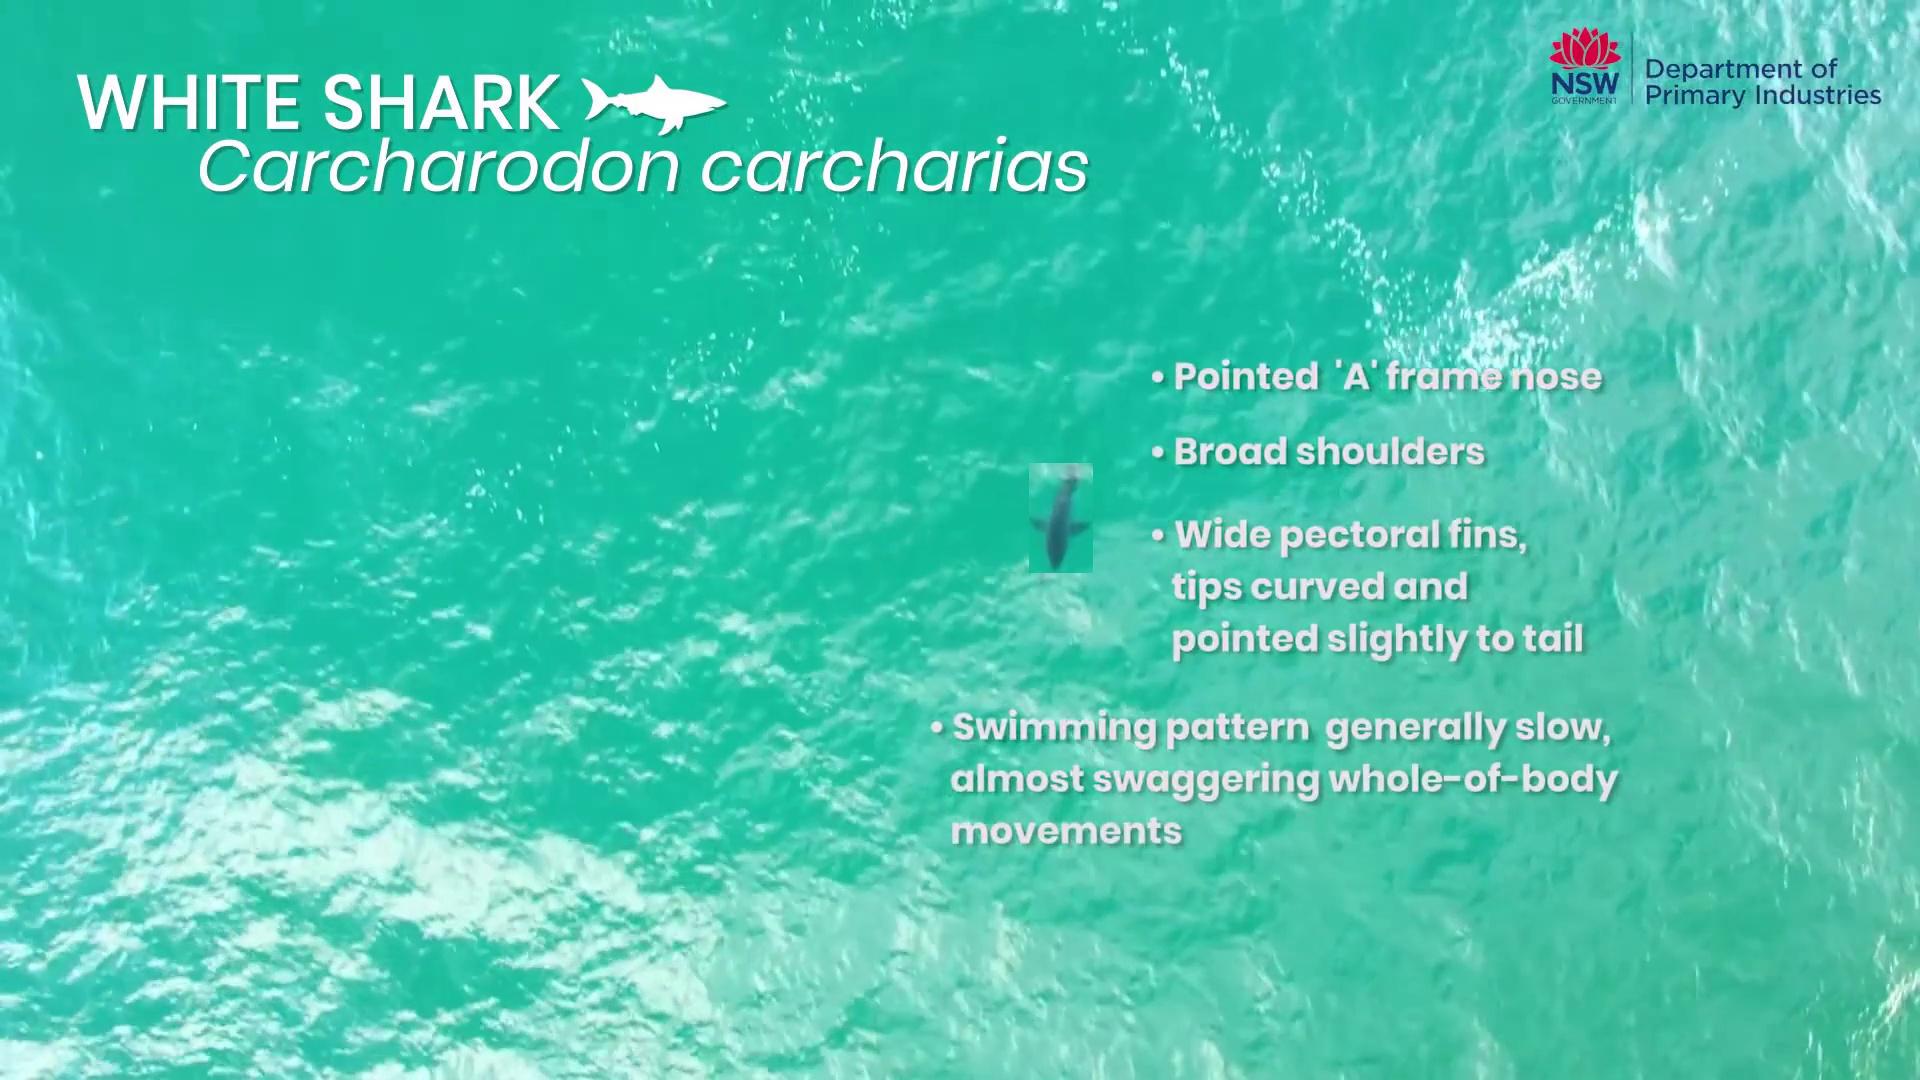 WHITE SHARK
Carcharodon carcharias
NSW
GOVERNMENT
Department of
Primary Industries
• Pointed 'A' frame nose
• Broad shoulders
• Wide pectoral fins,
tips curved and
pointed slightly to tail
• Swimming pattern generally slow,
almost swaggering whole-of-body
movements